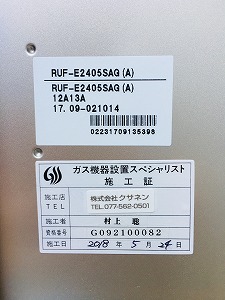 RUF-E2405SAG(A)
RUF-E2405SAG(A)
12A13A
17.09-021014
02231709135398
ガス機器設置スペシャリスト
施工証
施工店 株式会社クサネン
TEL TEL.077-562-0501
施工者 村上 聡
資格番号 G092100082
施工日 2018年5月24日